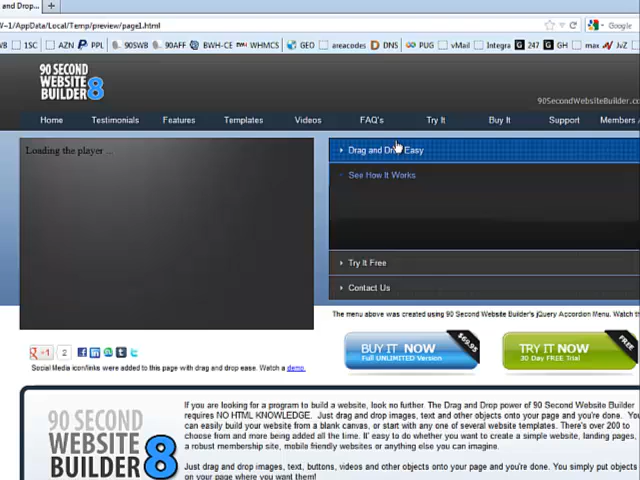 and Drop...
~1/AppData/Local/Temp/preview/page1.html
Google
1SC AZN PPL 90SWB 90AFF BWH-CE WHMCS GEO areacodes DNS PUG vMail Integra 247 GH max JvZ
90 SECOND
WEBSITE
BUILDER 8
90SecondWebsiteBuilder.co
Home Testimonials Features Templates Videos FAQ's Try It Buy It Support Members
Loading the player ...
Drag and Drop Easy
See How It Works
Try It Free
Contact Us
The menu above was created using 90 Second Website Builder's jQuery Accordion Menu. Watch th
BUY IT NOW
Full UNLIMITED Version
$69.95
TRY IT NOW
30 Day FREE Trial
FREE
+1 2
Social Media icon/links were added to this page with drag and drop ease. Watch a demo.
90 SECOND
WEBSITE
BUILDER 8
If you are looking for a program to build a website, look no further. The Drag and Drop power of 90 Second Website Builder
requires NO HTML KNOWLEDGE. Just drag and drop images, text and other objects onto your page and you're done. You
can easily build your website from a blank canvas, or start with any one of several website templates. There's over 200 to
choose from and more being added all the time. It' easy to do whether you want to create a simple website, landing pages,
a robust membership site, mobile friendly websites or anything else you can imagine.
Just drag and drop images, text, buttons, videos and other objects onto your page and you're done. You simply put objects
on your page where you want them!